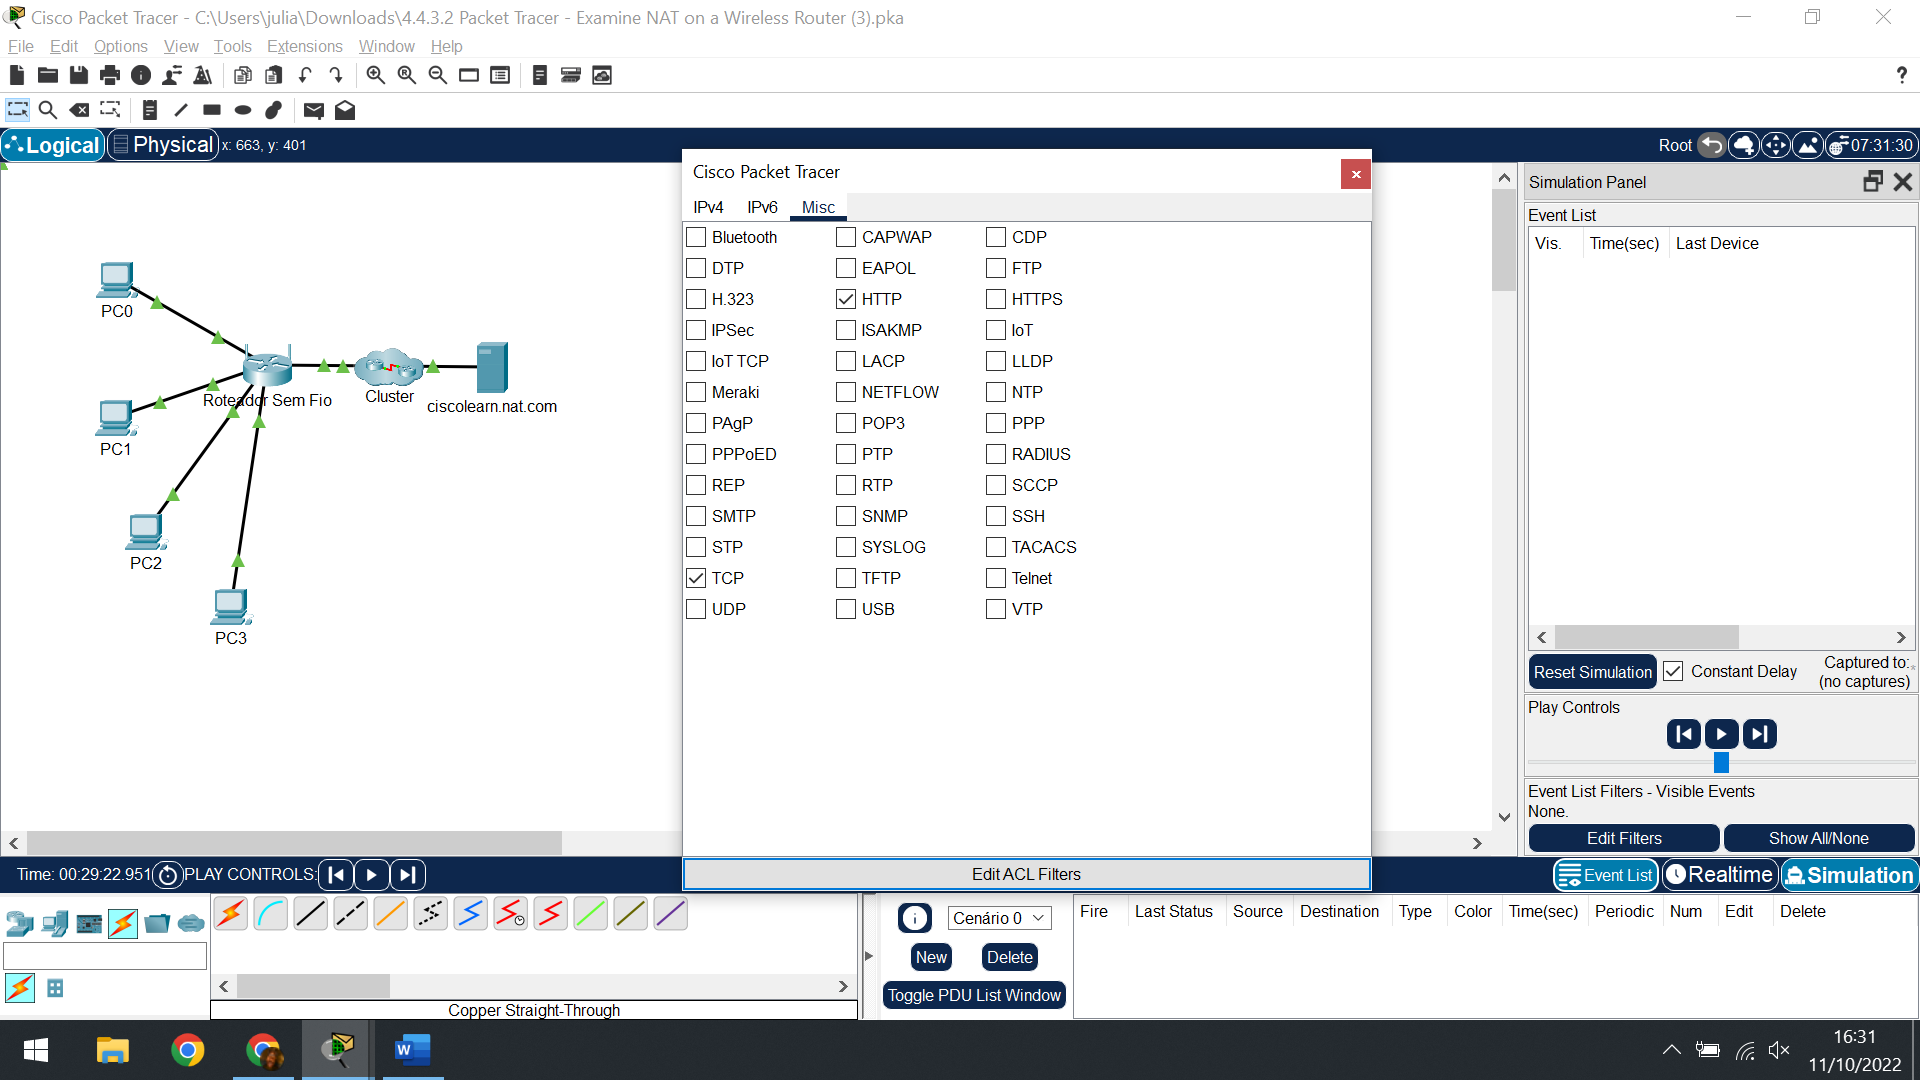 Cisco Packet Tracer - C:\Users\julia\Downloads\4.4.3.2 Packet Tracer - Examine NAT on a Wireless Router (3).pka
File Edit Options View Tools Extensions Window Help
?
Logical Physical x: 663, y: 401 Root 07:31:30
Cisco Packet Tracer
IPv4 IPv6 Misc
Bluetooth CAPWAP CDP
DTP EAPOL FTP
H.323 HTTP HTTPS
IPSec ISAKMP IoT
IoT TCP LACP LLDP
Meraki NETFLOW NTP
PAgP POP3 PPP
PPPoED PTP RADIUS
REP RTP SCCP
SMTP SNMP SSH
STP SYSLOG TACACS
TCP TFTP Telnet
UDP USB VTP
Edit ACL Filters
PC0
Roteador Sem Fio
Cluster
ciscolearn.nat.com
PC1
PC2
PC3
Simulation Panel
Event List
Vis. Time(sec) Last Device
Reset Simulation Constant Delay Captured to:*
(no captures)
Play Controls
Event List Filters - Visible Events
None.
Edit Filters Show All/None
Time: 00:29:22.951 PLAY CONTROLS: Event List Realtime Simulation
Cenário 0
New Delete
Toggle PDU List Window
Fire Last Status Source Destination Type Color Time(sec) Periodic Num Edit Delete
Copper Straight-Through
W
16:31
11/10/2022